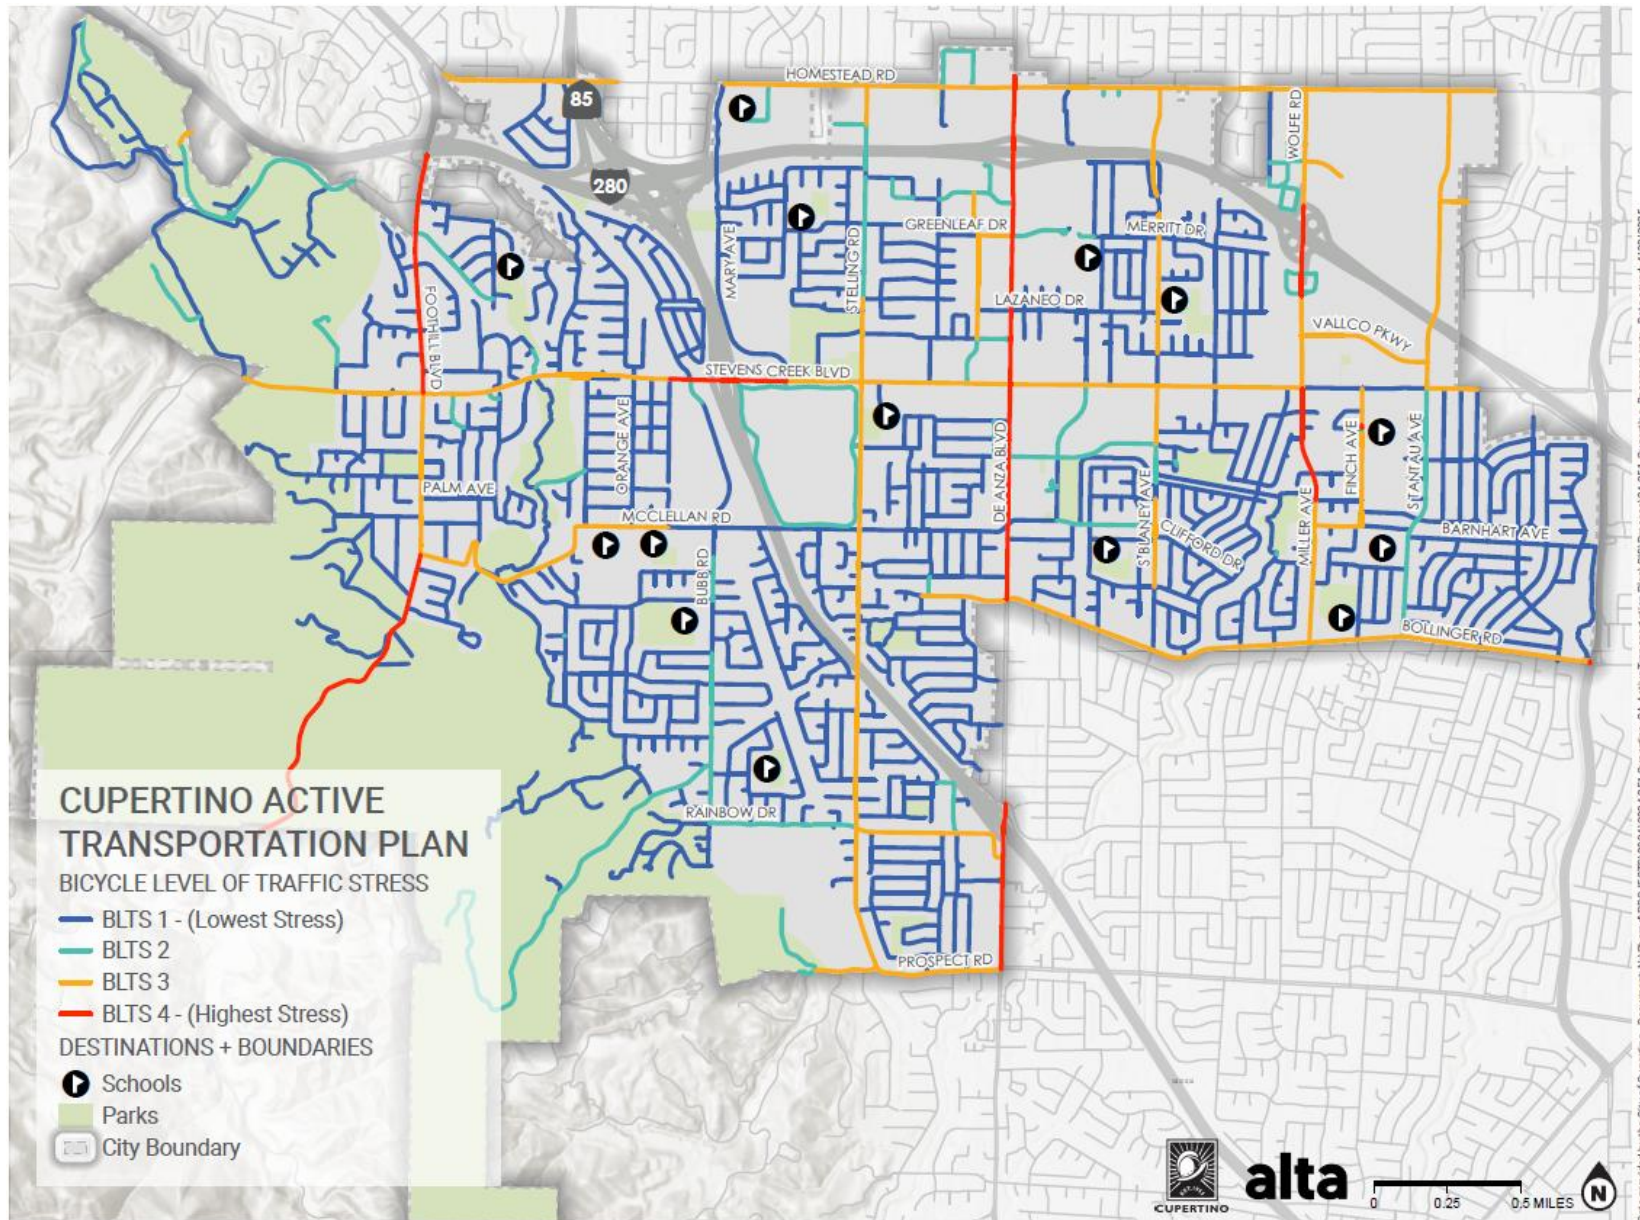 HOMESTEAD RD
85
280
WOLFE RD
MARY AVE
STELLING RD
GREENLEAF DR
MERRITT DR
LAZANEO DR
FOOTHILL BLVD
VALLCO PKWY
STEVENS CREEK BLVD
ORANGE AVE
DE ANZA BLVD
FINCH AVE
S TANTAU AVE
PALM AVE
MCCLELLAN RD
S BLANEY AVE
CLIFFORD DR
MILLER AVE
BARNHART AVE
BUBB RD
BOLLINGER RD
RAINBOW DR
PROSPECT RD
CUPERTINO ACTIVE
TRANSPORTATION PLAN
BICYCLE LEVEL OF TRAFFIC STRESS
BLTS 1 - (Lowest Stress)
BLTS 2
BLTS 3
BLTS 4 - (Highest Stress)
DESTINATIONS + BOUNDARIES
Schools
Parks
City Boundary
CUPERTINO
alta
0 0.25 0.5 MILES
N